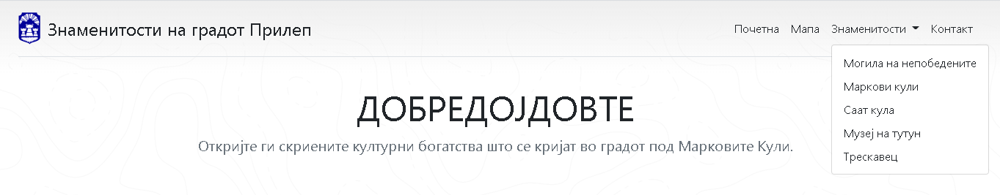 Знаменитости на градот Прилеп
Почетна Мапа Знаменитости Контакт
Могила на непобедените
Маркови кули
Саат кула
Музеј на тутун
Трескавец
ДОБРЕДОЈДОВТЕ
Откријте ги скриените културни богатства што се кријат во градот под Марковите Кули.